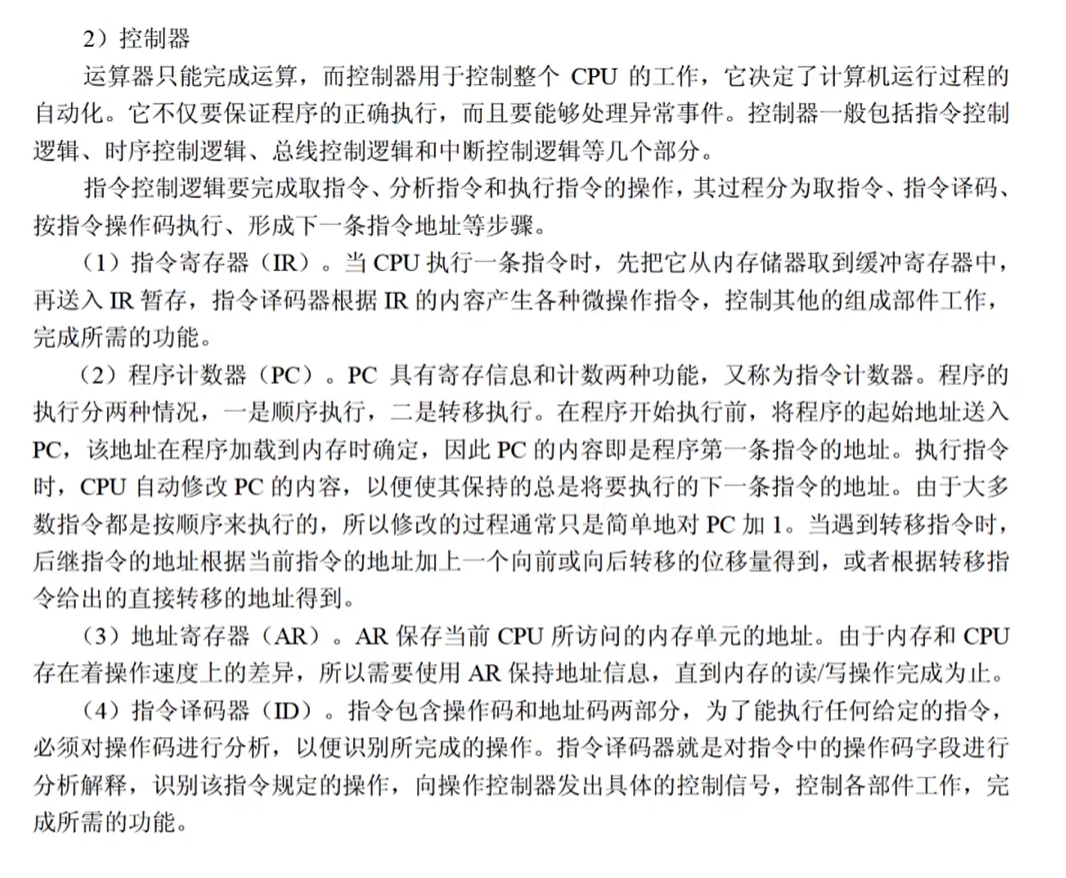 2）控制器
运算器只能完成运算，而控制器用于控制整个 CPU 的工作，它决定了计算机运行过程的
自动化。它不仅要保证程序的正确执行，而且要能够处理异常事件。控制器一般包括指令控制
逻辑、时序控制逻辑、总线控制逻辑和中断控制逻辑等几个部分。
指令控制逻辑要完成取指令、分析指令和执行指令的操作，其过程分为取指令、指令译码、
按指令操作码执行、形成下一条指令地址等步骤。
（1）指令寄存器（IR）。当 CPU 执行一条指令时，先把它从内存储器取到缓冲寄存器中，
再送入 IR 暂存，指令译码器根据 IR 的内容产生各种微操作指令，控制其他的组成部件工作，
完成所需的功能。
（2）程序计数器（PC）。PC 具有寄存信息和计数两种功能，又称为指令计数器。程序的
执行分两种情况，一是顺序执行，二是转移执行。在程序开始执行前，将程序的起始地址送入
PC，该地址在程序加载到内存时确定，因此 PC 的内容即是程序第一条指令的地址。执行指令
时，CPU 自动修改 PC 的内容，以便使其保持的总是将要执行的下一条指令的地址。由于大多
数指令都是按顺序来执行的，所以修改的过程通常只是简单地对 PC 加 1。当遇到转移指令时，
后继指令的地址根据当前指令的地址加上一个向前或向后转移的位移量得到，或者根据转移指
令给出的直接转移的地址得到。
（3）地址寄存器（AR）。AR 保存当前 CPU 所访问的内存单元的地址。由于内存和 CPU
存在着操作速度上的差异，所以需要使用 AR 保持地址信息，直到内存的读/写操作完成为止。
（4）指令译码器（ID）。指令包含操作码和地址码两部分，为了能执行任何给定的指令，
必须对操作码进行分析，以便识别所完成的操作。指令译码器就是对指令中的操作码字段进行
分析解释，识别该指令规定的操作，向操作控制器发出具体的控制信号，控制各部件工作，完
成所需的功能。